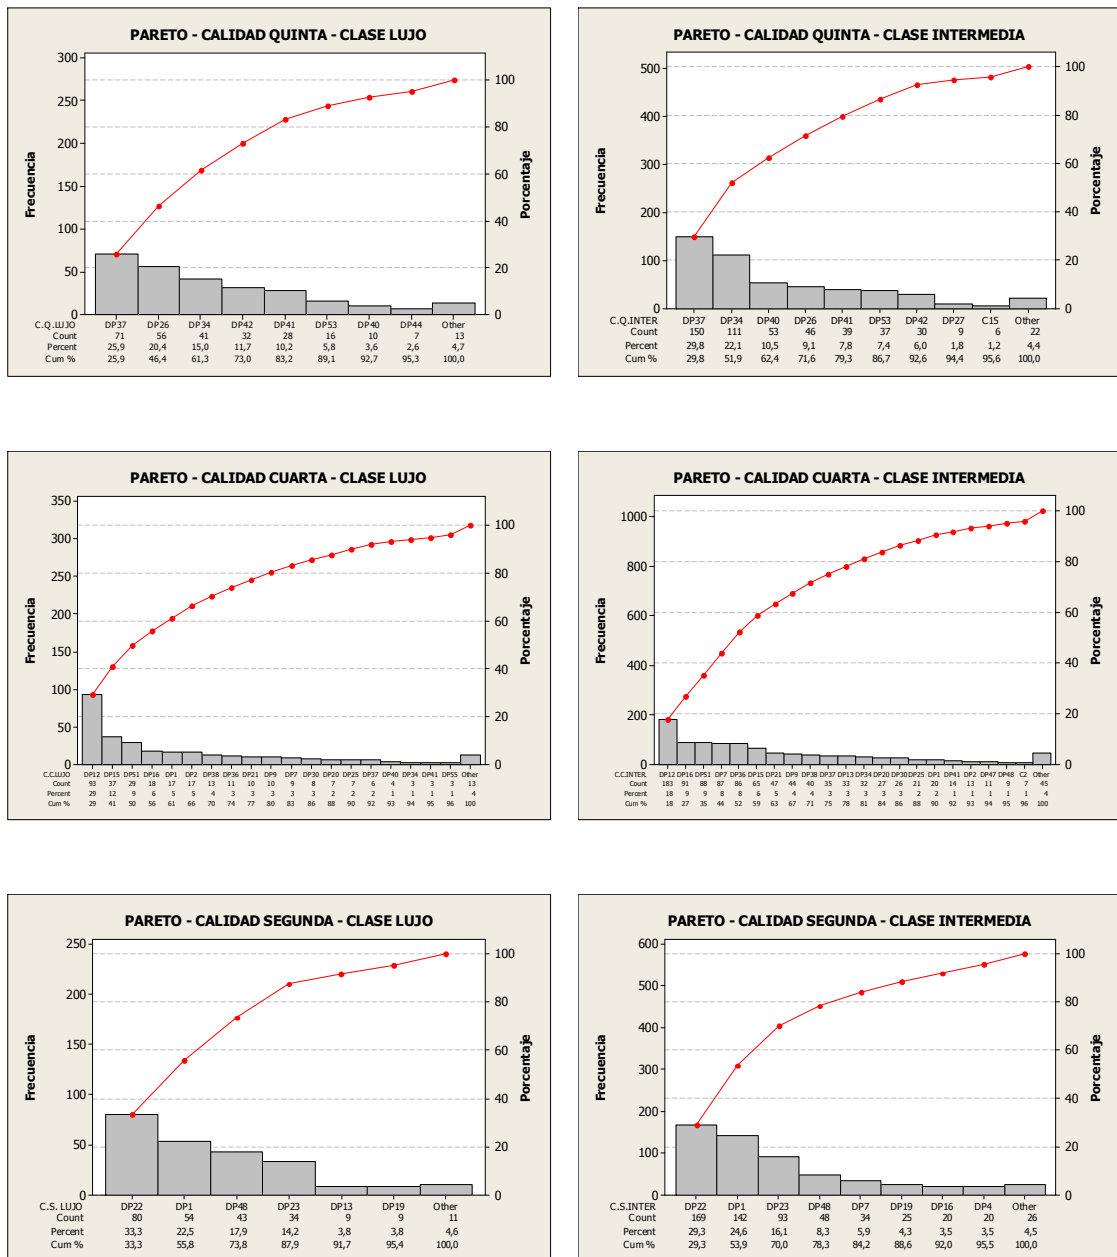 PARETO - CALIDAD QUINTA - CLASE LUJO
300
250
200
150
100
50
0
Frecuencia
100
80
60
40
20
0
Porcentaje
C.Q.LUJO DP37 DP26 DP34 DP42 DP41 DP53 DP40 DP44 Other
Count 71 56 41 32 28 16 10 7 13
Percent 25,9 20,4 15,0 11,7 10,2 5,8 3,6 2,6 4,7
Cum % 25,9 46,4 61,3 73,0 83,2 89,1 92,7 95,3 100,0
PARETO - CALIDAD QUINTA - CLASE INTERMEDIA
500
400
300
200
100
0
Frecuencia
100
80
60
40
20
0
Porcentaje
C.Q.INTER DP37 DP34 DP40 DP26 DP41 DP53 DP42 DP27 C15 Other
Count 150 111 53 46 39 37 30 9 6 22
Percent 29,8 22,1 10,5 9,1 7,8 7,4 6,0 1,8 1,2 4,4
Cum % 29,8 51,9 62,4 71,6 79,3 86,7 92,6 94,4 95,6 100,0
PARETO - CALIDAD CUARTA - CLASE LUJO
350
300
250
200
150
100
50
0
Frecuencia
100
80
60
40
20
0
Porcentaje
C.C.LUJO DP12 DP15 DP51 DP16 DP1 DP2 DP38 DP36 DP21 DP9 DP7 DP30 DP20 DP25 DP37 DP40 DP34 DP41 DP55 Other
Count 93 37 29 18 17 17 13 11 10 10 9 8 7 7 6 4 3 3 3 13
Percent 29 12 9 6 5 5 4 3 3 3 3 3 2 2 2 1 1 1 1 4
Cum % 29 41 50 56 61 66 70 74 77 80 83 86 88 90 92 93 94 95 96 100
PARETO - CALIDAD CUARTA - CLASE INTERMEDIA
1000
800
600
400
200
0
Frecuencia
100
80
60
40
20
0
Porcentaje
C.C.INTER. DP12 DP16 DP51 DP7 DP36 DP15 DP21 DP9 DP38 DP37 DP13 DP34 DP20 DP30 DP25 DP1 DP41 DP2 DP47 DP48 C2 Other
Count 183 91 88 87 86 65 47 44 40 35 33 32 27 26 21 20 14 13 11 9 7 45
Percent 18 9 9 8 8 6 5 4 4 3 3 3 3 3 2 2 1 1 1 1 1 4
Cum % 18 27 35 44 52 59 63 67 71 75 78 81 84 86 88 90 92 93 94 95 96 100
PARETO - CALIDAD SEGUNDA - CLASE LUJO
250
200
150
100
50
0
Frecuencia
100
80
60
40
20
0
Porcentaje
C.S. LUJO DP22 DP1 DP48 DP23 DP13 DP19 Other
Count 80 54 43 34 9 9 11
Percent 33,3 22,5 17,9 14,2 3,8 3,8 4,6
Cum % 33,3 55,8 73,8 87,9 91,7 95,4 100,0
PARETO - CALIDAD SEGUNDA - CLASE INTERMEDIA
600
500
400
300
200
100
0
Frecuencia
100
80
60
40
20
0
Porcentaje
C.S.INTER DP22 DP1 DP23 DP48 DP7 DP19 DP16 DP4 Other
Count 169 142 93 48 34 25 20 20 26
Percent 29,3 24,6 16,1 8,3 5,9 4,3 3,5 3,5 4,5
Cum % 29,3 53,9 70,0 78,3 84,2 88,6 92,0 95,5 100,0